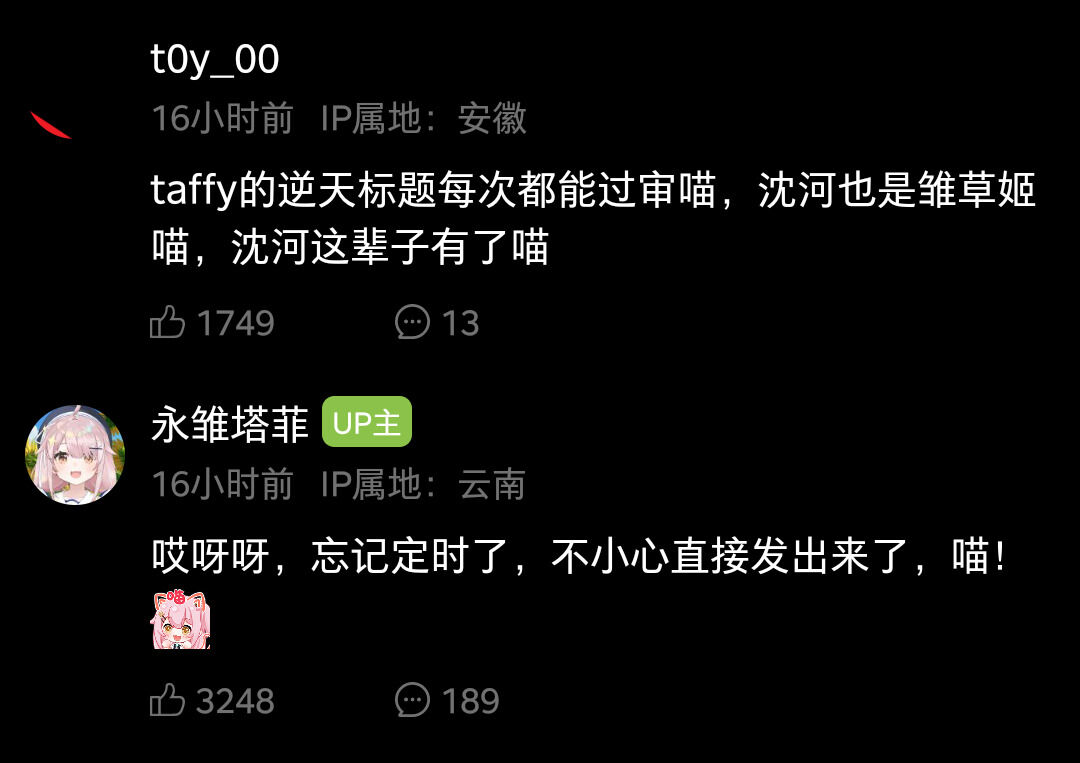 t0y_00
16小时前 IP属地：安徽
taffy的逆天标题每次都能过审喵，沈河也是雏草姬
喵，沈河这辈子有了喵
1749 13
永雏塔菲 UP主
16小时前 IP属地：云南
哎呀呀，忘记定时了，不小心直接发出来了，喵！
喵
3248 189